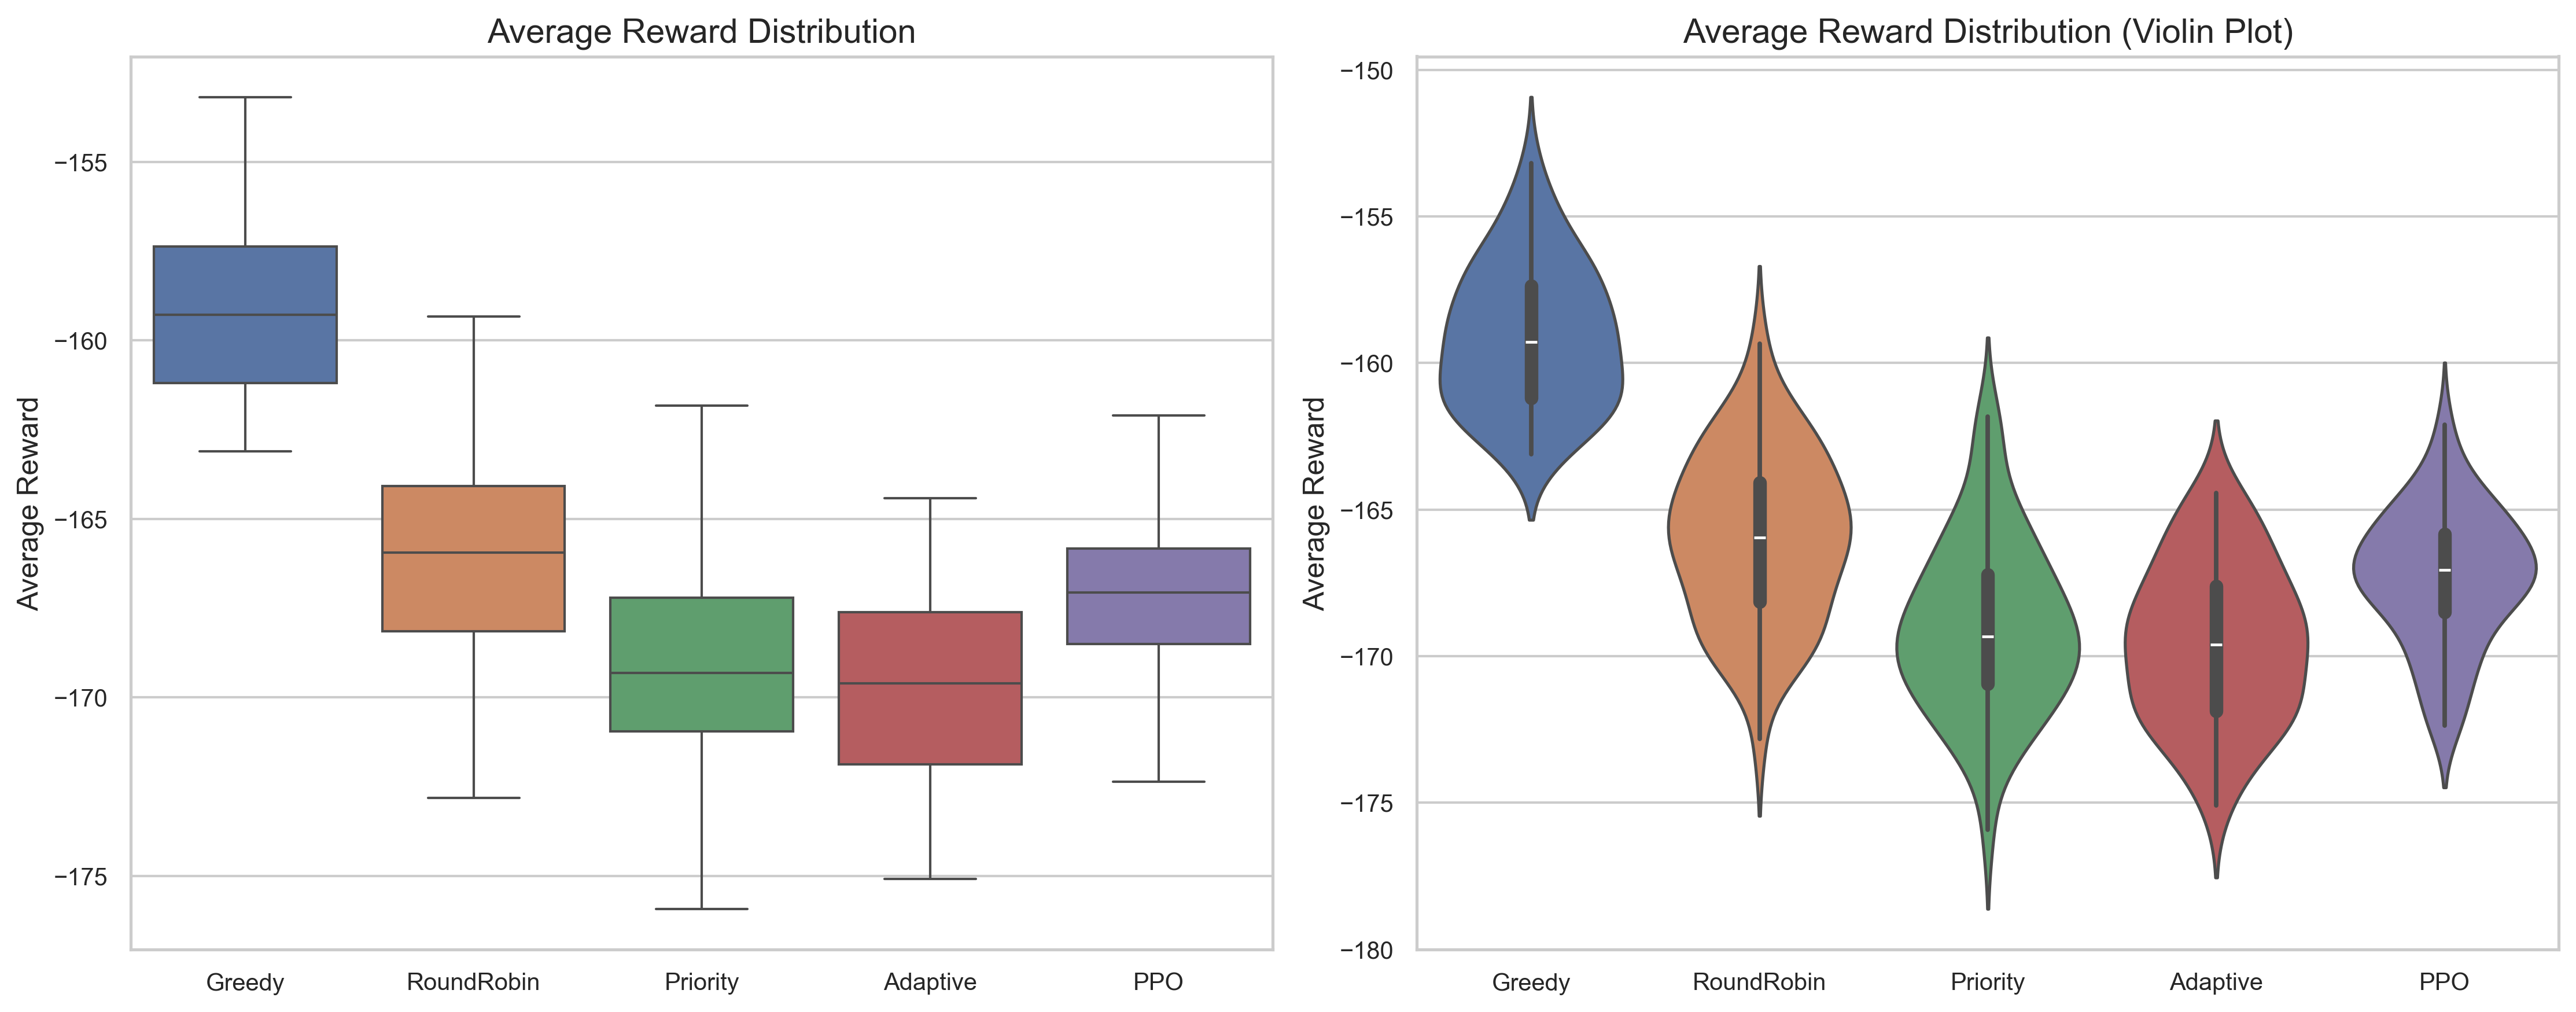 Average Reward Distribution
Average Reward
−155
−160
−165
−170
−175
Greedy RoundRobin Priority Adaptive PPO
Average Reward Distribution (Violin Plot)
Average Reward
−150
−155
−160
−165
−170
−175
−180
Greedy RoundRobin Priority Adaptive PPO